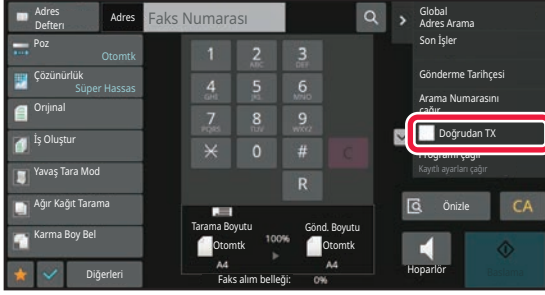 Adres
Defteri
Adres
Faks Numarası
Poz
Otomtk
Çözünürlük
Süper Hassas
Orijinal
İş Oluştur
Yavaş Tara Mod
Ağır Kağıt Tarama
Karma Boy Bel
Diğerleri
1
2
ABC
3
DEF
4
GHI
5
JKL
6
MNO
7
PQRS
8
TUV
9
WXYZ
0
#
C
R
Tarama Boyutu
Gönd. Boyutu
Otomtk
100%
Otomtk
A4
A4
Faks alım belleği:
0%
Global
Adres Arama
Son İşler
Gönderme Tarihçesi
Arama Numarasını
çağır
Doğrudan TX
Programı çağır
Kayıtlı ayarları çağır
Önizle
CA
Hoparlör